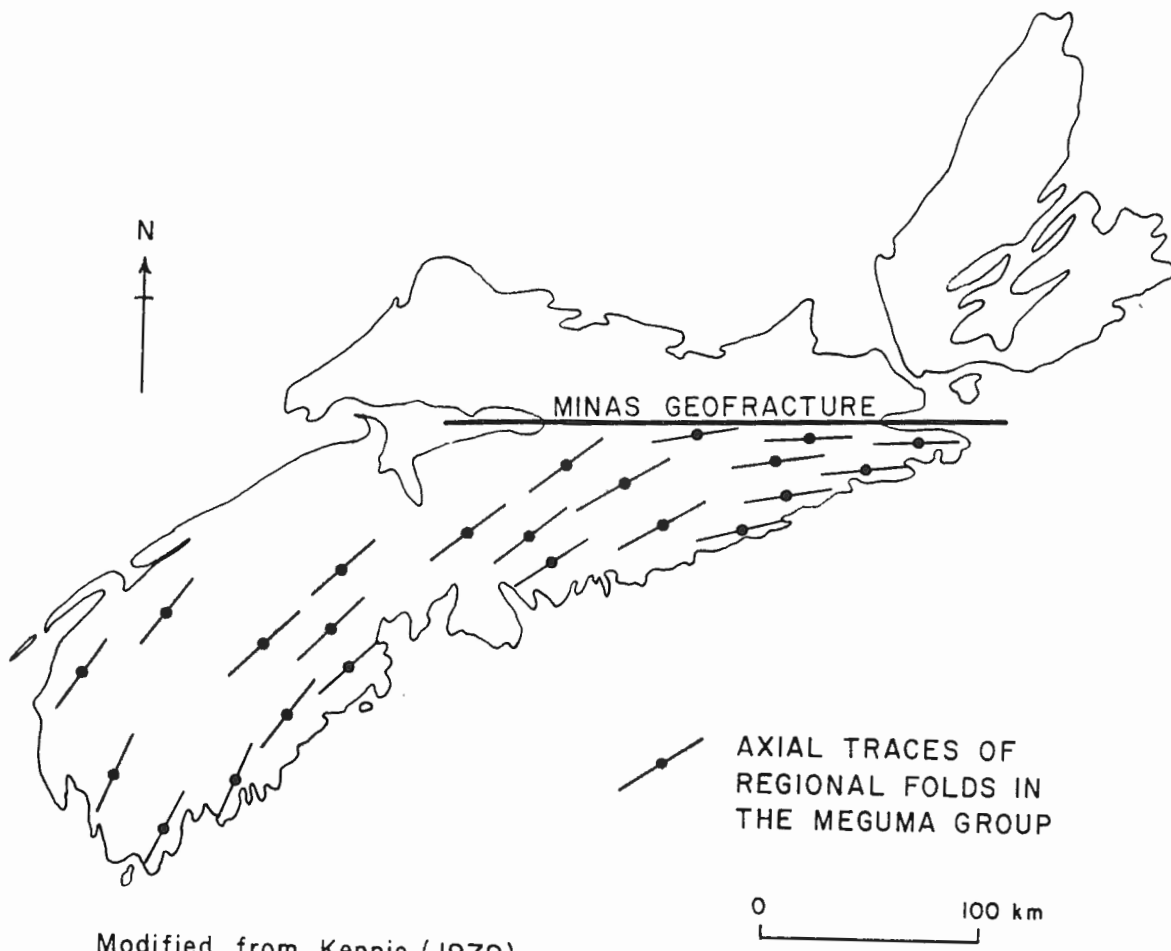 N
MINAS GEOFRACTURE
AXIAL TRACES OF
REGIONAL FOLDS IN
THE MEGUMA GROUP
0 100 km
Modified from Keppie (1979)